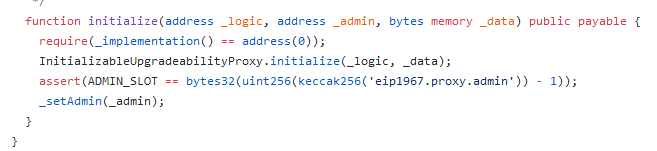 */
function initialize(address _logic, address _admin, bytes memory _data) public payable {
require(_implementation() == address(0));
InitializableUpgradeabilityProxy.initialize(_logic, _data);
assert(ADMIN_SLOT == bytes32(uint256(keccak256('eip1967.proxy.admin')) - 1));
_setAdmin(_admin);
}
}